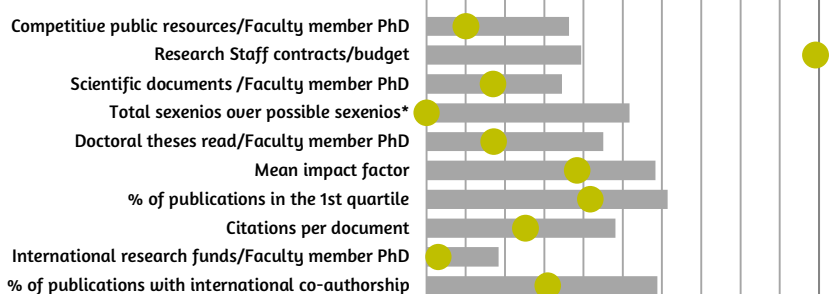 Competitive public resources/Faculty member PhD
Research Staff contracts/budget
Scientific documents /Faculty member PhD
Total sexenios over possible sexenios*
Doctoral theses read/Faculty member PhD
Mean impact factor
% of publications in the 1st quartile
Citations per document
International research funds/Faculty member PhD
% of publications with international co-authorship